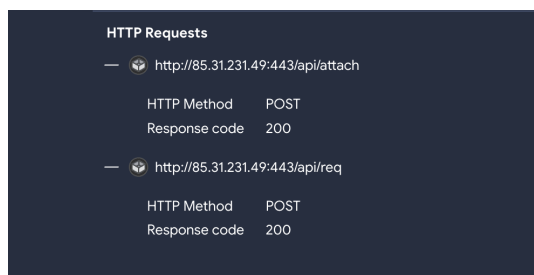 HTTP Requests
http://85.31.231.49:443/api/attach
HTTP Method POST
Response code 200
http://85.31.231.49:443/api/req
HTTP Method POST
Response code 200